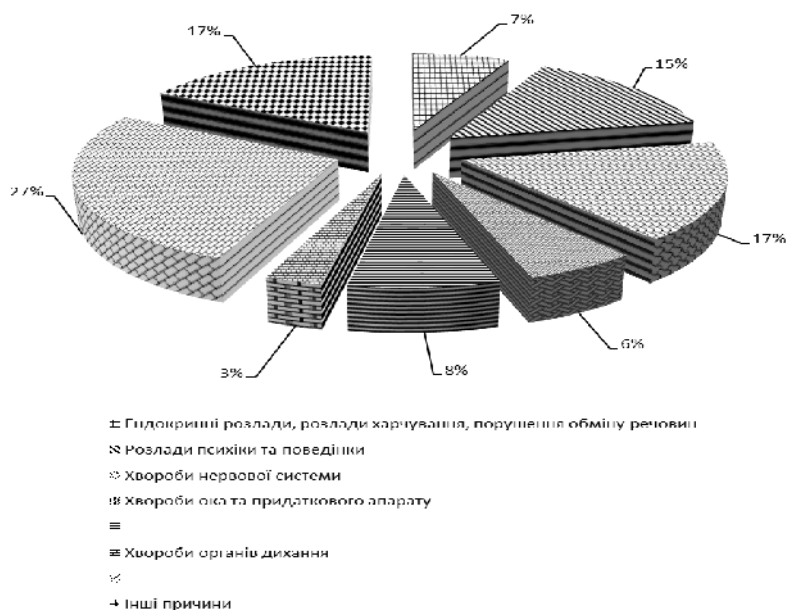 17%
7%
15%
27%
17%
3%
8%
6%
Ендокринні розлади, розлади харчування, порушення обміну речовин
Розлади психіки та поведінки
Хвороби нервової системи
Хвороби ока та придаткового апарату
Хвороби органів дихання
Інші причини